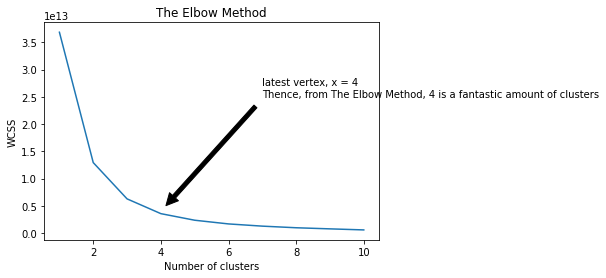 The Elbow Method
1e13
3.5
3.0
2.5
2.0
1.5
1.0
0.5
0.0
WCSS
latest vertex, x = 4
Thence, from The Elbow Method, 4 is a fantastic amount of clusters
2
4
6
8
10
Number of clusters